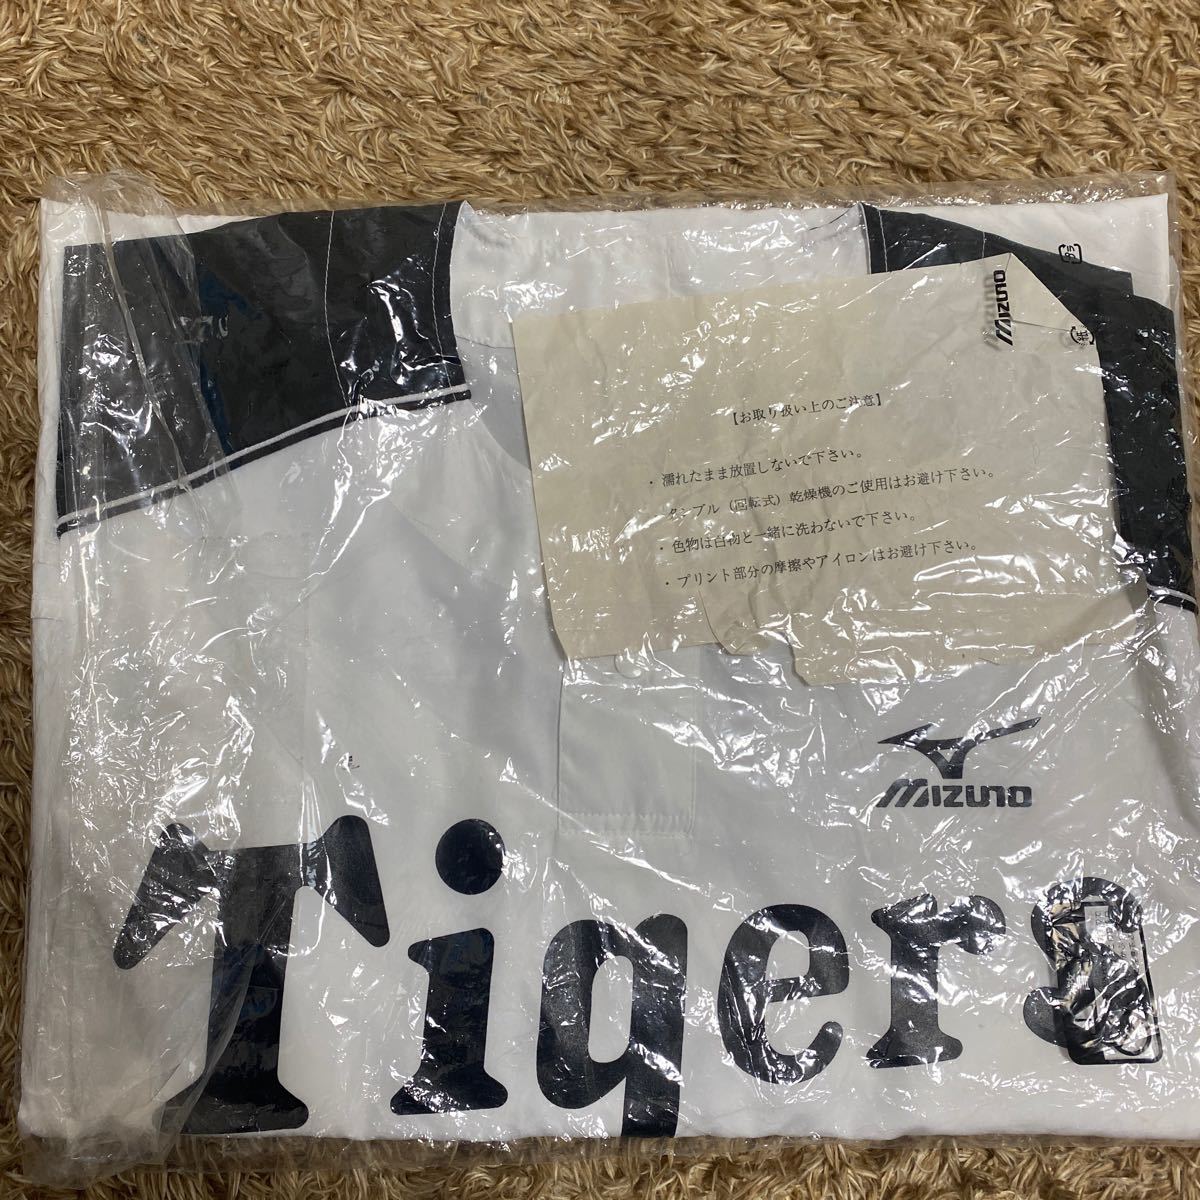 MIZUNO
プラ
紙
【お取り扱い上のご注意】
・濡れたまま放置しないで下さい。
タンブル（回転式）乾燥機のご使用はお避け下さい。
・色物は白物と一緒に洗わないで下さい。
・プリント部分の摩擦やアイロンはお避け下さい。
MIZUNO
Tigers